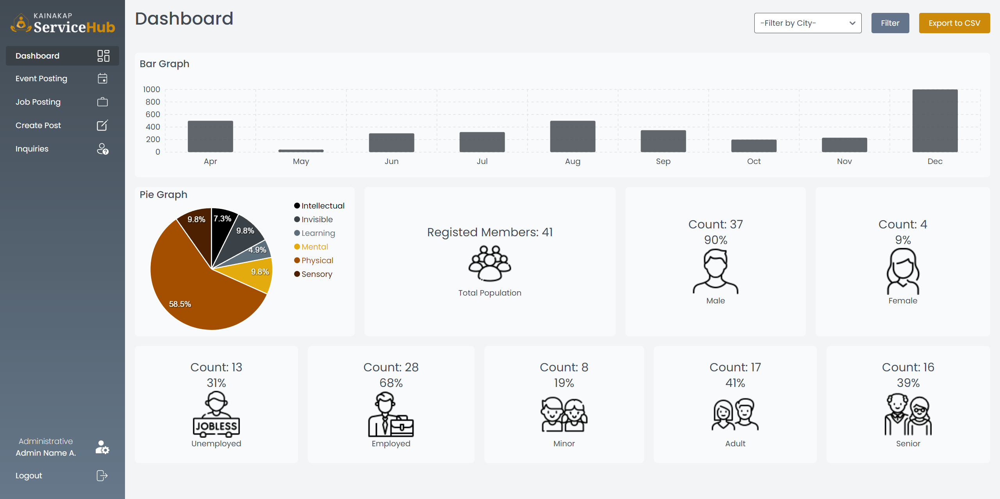 KAINAKAP
ServiceHub
Dashboard
Event Posting
Job Posting
Create Post
Inquiries
Administrative
Admin Name A.
Logout
Dashboard
-Filter by City-
Filter
Export to CSV
Bar Graph
1000
800
600
400
200
0
Apr May Jun Jul Aug Sep Oct Nov Dec
Pie Graph
9.8%
7.3%
9.8%
4.9%
9.8%
58.5%
Intellectual
Invisible
Learning
Mental
Physical
Sensory
Registed Members: 41
Total Population
Count: 37
90%
Male
Count: 4
9%
Female
Count: 13
31%
JOBLESS
Unemployed
Count: 28
68%
Employed
Count: 8
19%
Minor
Count: 17
41%
Adult
Count: 16
39%
Senior